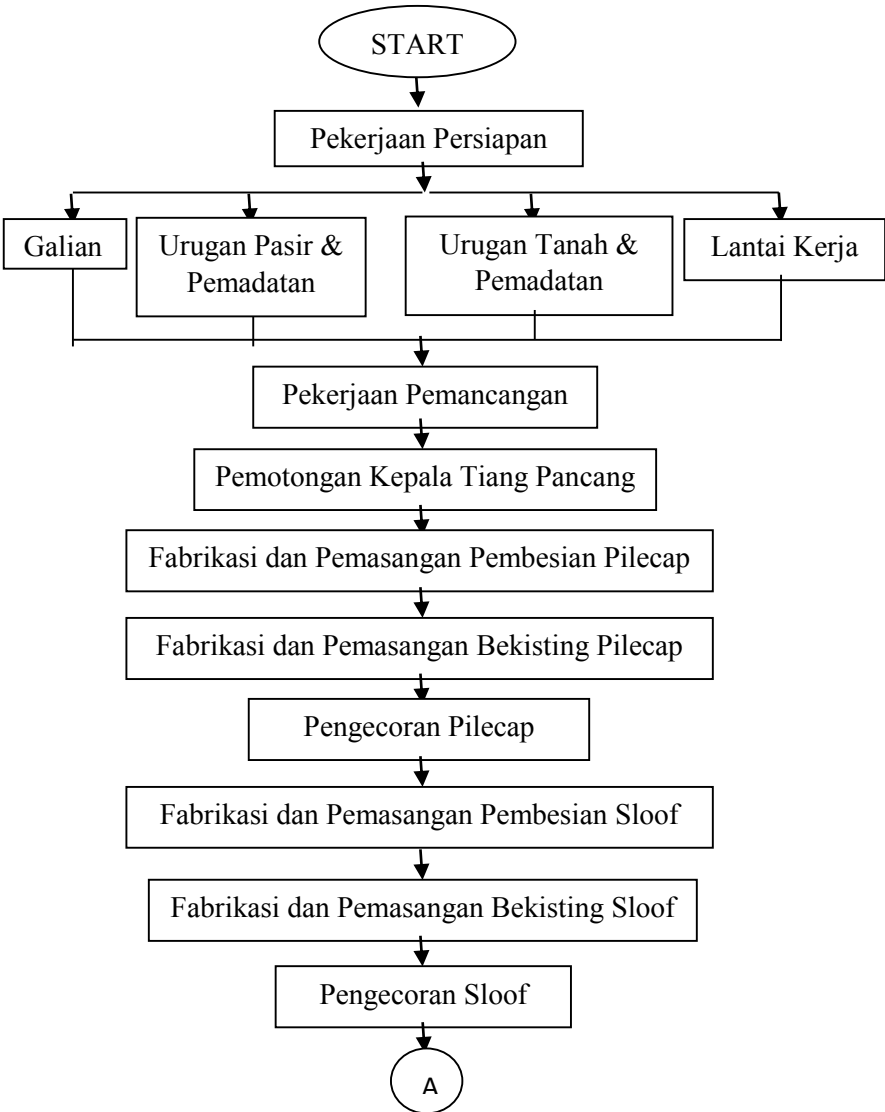 START
Pekerjaan Persiapan
Galian
Urugan Pasir &
Pemadatan
Urugan Tanah &
Pemadatan
Lantai Kerja
Pekerjaan Pemancangan
Pemotongan Kepala Tiang Pancang
Fabrikasi dan Pemasangan Pembesian Pilecap
Fabrikasi dan Pemasangan Bekisting Pilecap
Pengecoran Pilecap
Fabrikasi dan Pemasangan Pembesian Sloof
Fabrikasi dan Pemasangan Bekisting Sloof
Pengecoran Sloof
A